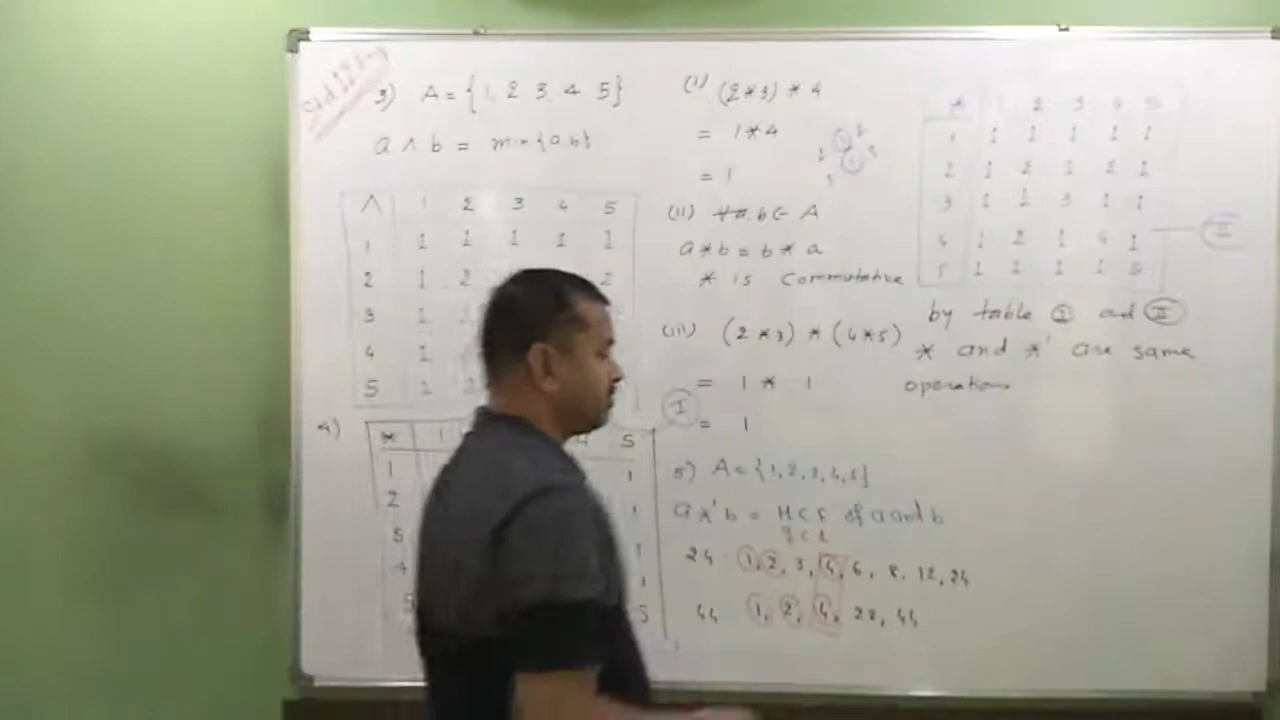 Std 12
3) A = {1, 2 3, 4 5}
a ∧ b = min{a,b}
∧ 1 2 3 4 5
1 1 1 1 1 1
2 1 2 2
3 1
4 1
5 1
4)
* 1 5
1 1
2 1
3 1
4 1
5 5
I
(i) (2 * 3) * 4
= 1 * 4
= 1
(ii) ∀ a, b ∈ A
a * b = b * a
* is Commutative
(iii) (2 * 3) * (4 * 5)
= 1 * 1
= 1
5) A = {1, 2, 3, 4, 5}
a *' b = HCF of a and b
24 1, 2, 3, 4, 6, 8, 12, 24
44 1, 2, 4, 22, 44
1 2 3 4 5
1 1 1 1 1 1
2 1 2 1 2 1
3 1 1 3 1 1
4 1 2 1 4 1
5 1 1 1 1 5
II
by table I and II
* and *' are same
operation